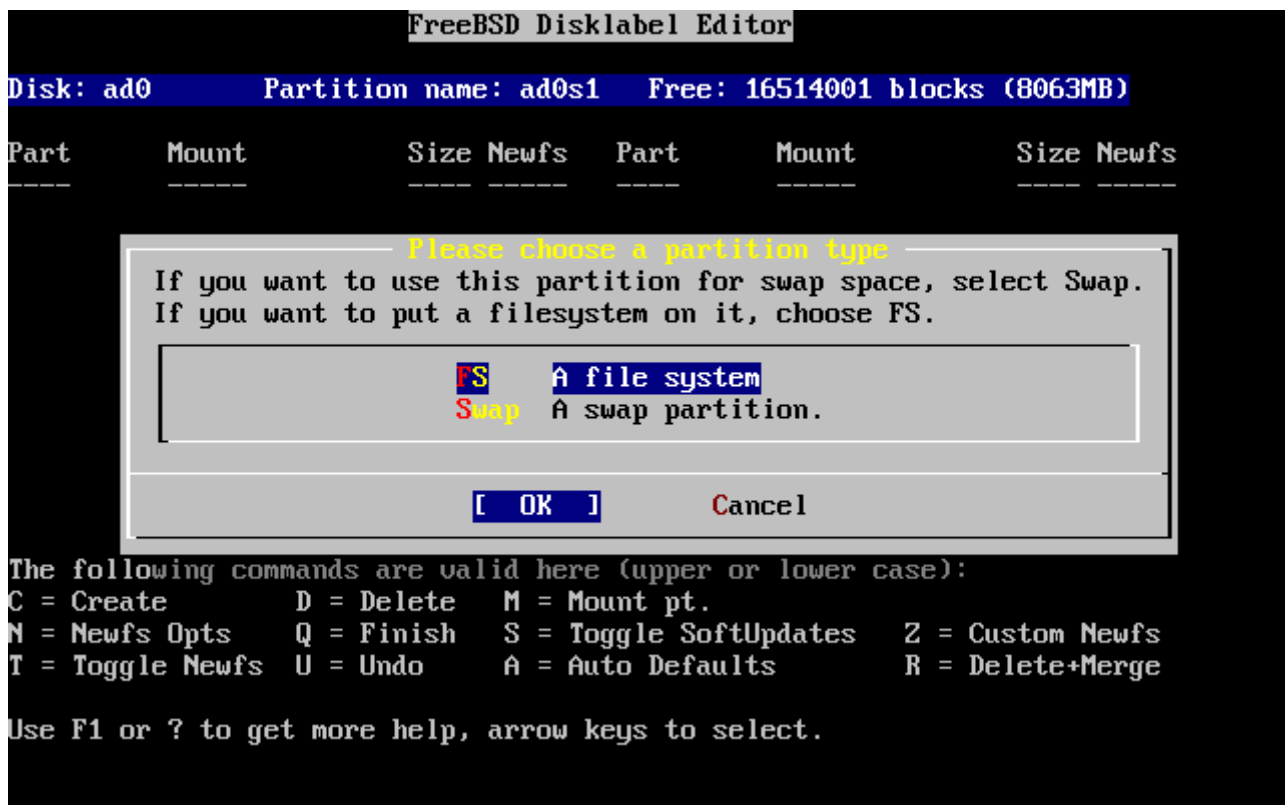 FreeBSD Disklabel Editor
Disk: ad0 Partition name: ad0s1 Free: 16514001 blocks (8063MB)
Part Mount Size Newfs Part Mount Size Newfs
---- ----- ---- ----- ---- ----- ---- -----
Please choose a partition type
If you want to use this partition for swap space, select Swap.
If you want to put a filesystem on it, choose FS.
FS A file system
Swap A swap partition.
[ OK ] Cancel
The following commands are valid here (upper or lower case):
C = Create D = Delete M = Mount pt.
N = Newfs Opts Q = Finish S = Toggle SoftUpdates Z = Custom Newfs
T = Toggle Newfs U = Undo A = Auto Defaults R = Delete+Merge
Use F1 or ? to get more help, arrow keys to select.